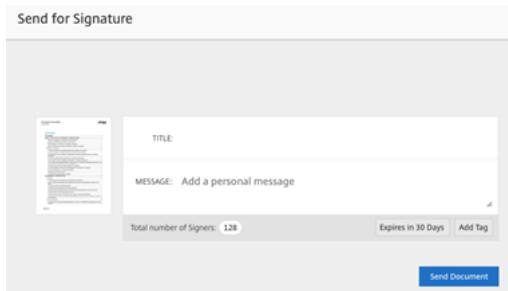 Send for Signature
TITLE:
MESSAGE: Add a personal message
Total number of Signers: 128 Expires in 30 Days Add Tag
Send Document